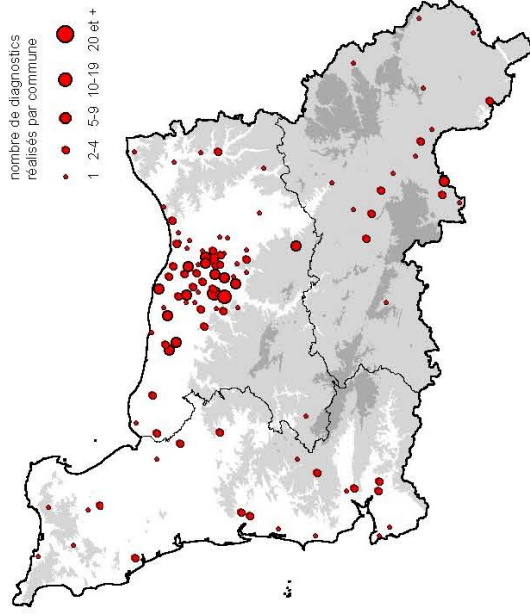 nombre de diagnostics
réalisés par commune
1 2-4 5-9 10-19 20 et +